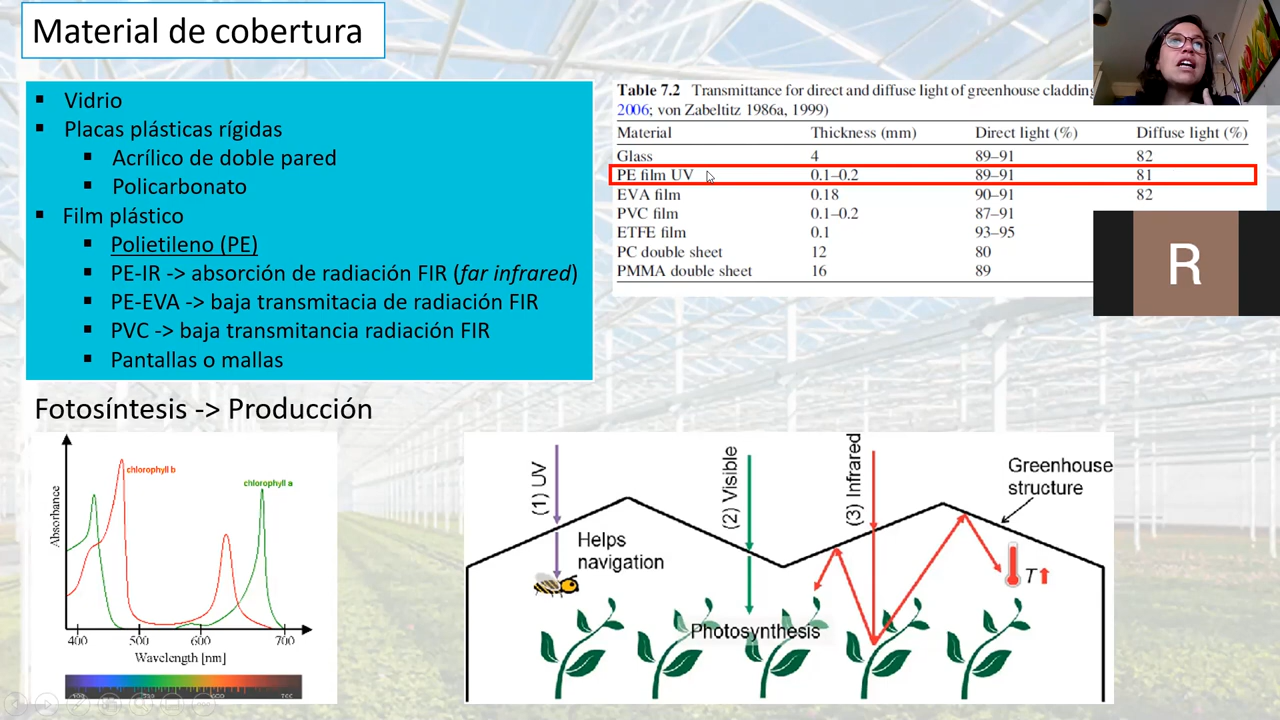 Material de cobertura
▪ Vidrio
▪ Placas plásticas rígidas
▪ Acrílico de doble pared
▪ Policarbonato
▪ Film plástico
▪ Polietileno (PE)
▪ PE-IR -> absorción de radiación FIR (far infrared)
▪ PE-EVA -> baja transmitacia de radiación FIR
▪ PVC -> baja transmitancia radiación FIR
▪ Pantallas o mallas
Table 7.2 Transmittance for direct and diffuse light of greenhouse cladding
2006; von Zabeltitz 1986a, 1999)
Material Thickness (mm) Direct light (%) Diffuse light (%)
Glass 4 89–91 82
PE film UV 0.1–0.2 89–91 81
EVA film 0.18 90–91 82
PVC film 0.1–0.2 87–91
ETFE film 0.1 93–95
PC double sheet 12 80
PMMA double sheet 16 89
R
Fotosíntesis -> Producción
chlorophyll b
chlorophyll a
Absorbance
400 500 600 700
Wavelength [nm]
(1) UV
(2) Visible
(3) Infrared
Greenhouse
structure
Helps
navigation
T
Photosynthesis